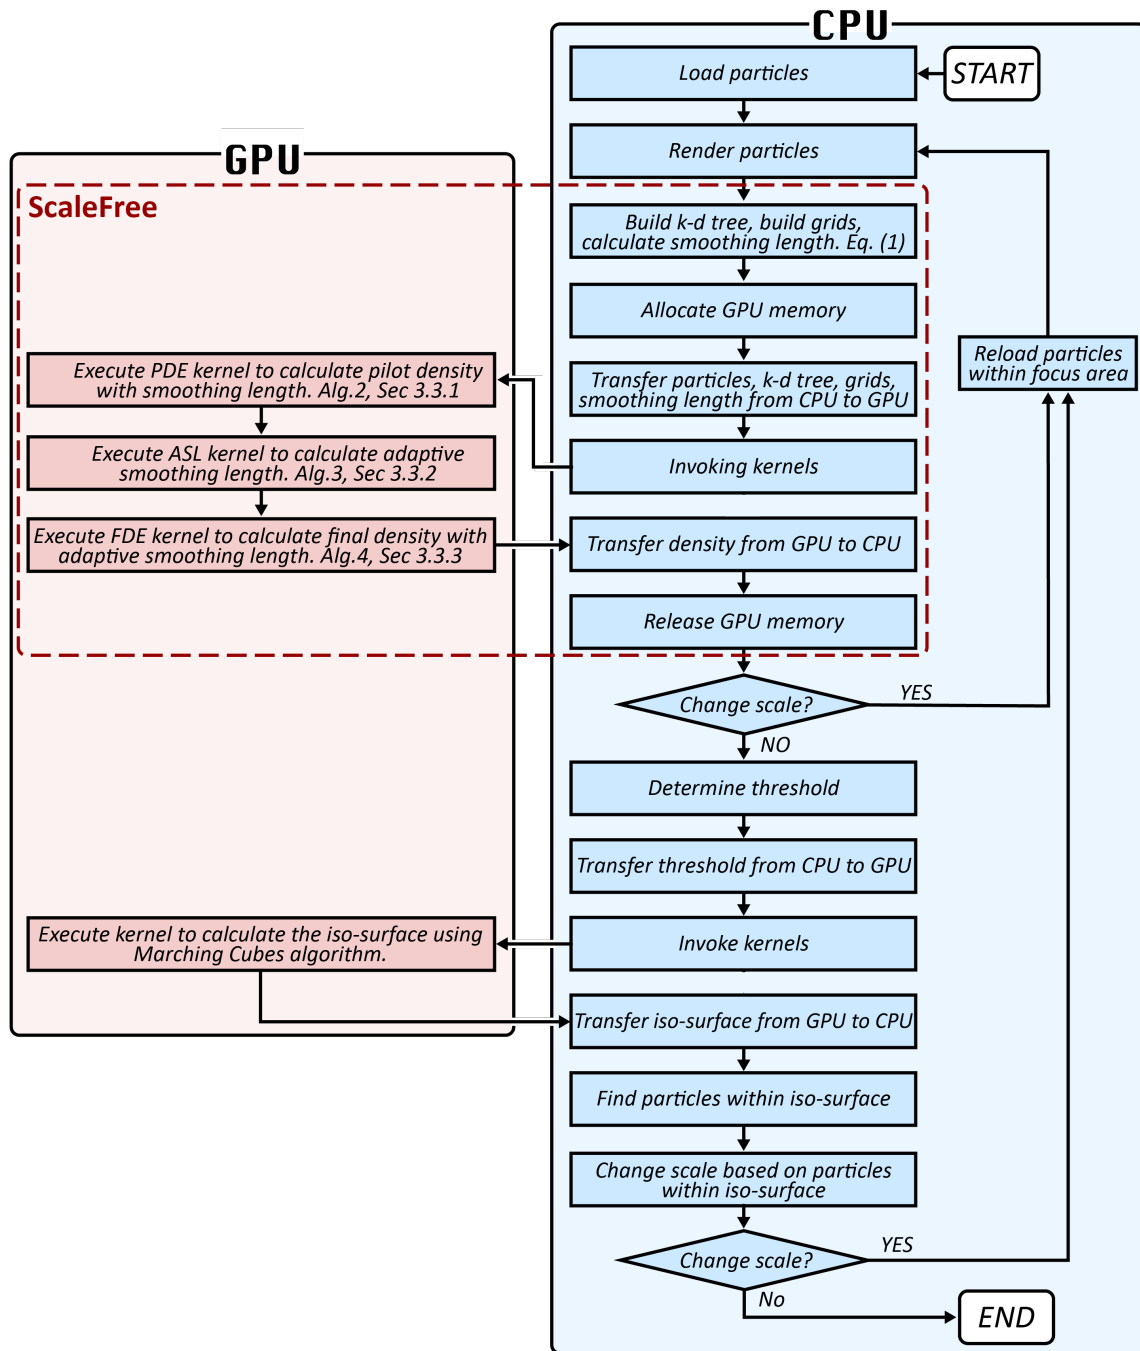 CPU
START
Load particles
Render particles
GPU
ScaleFree
Build k-d tree, build grids,
calculate smoothing length. Eq. (1)
Allocate GPU memory
Reload particles
within focus area
Transfer particles, k-d tree, grids,
smoothing length from CPU to GPU
Execute PDE kernel to calculate pilot density
with smoothing length. Alg.2, Sec 3.3.1
Invoking kernels
Execute ASL kernel to calculate adaptive
smoothing length. Alg.3, Sec 3.3.2
Execute FDE kernel to calculate final density with
adaptive smoothing length. Alg.4, Sec 3.3.3
Transfer density from GPU to CPU
Release GPU memory
Change scale?
YES
NO
Determine threshold
Transfer threshold from CPU to GPU
Invoke kernels
Execute kernel to calculate the iso-surface using
Marching Cubes algorithm.
Transfer iso-surface from GPU to CPU
Find particles within iso-surface
Change scale based on particles
within iso-surface
Change scale?
YES
No
END